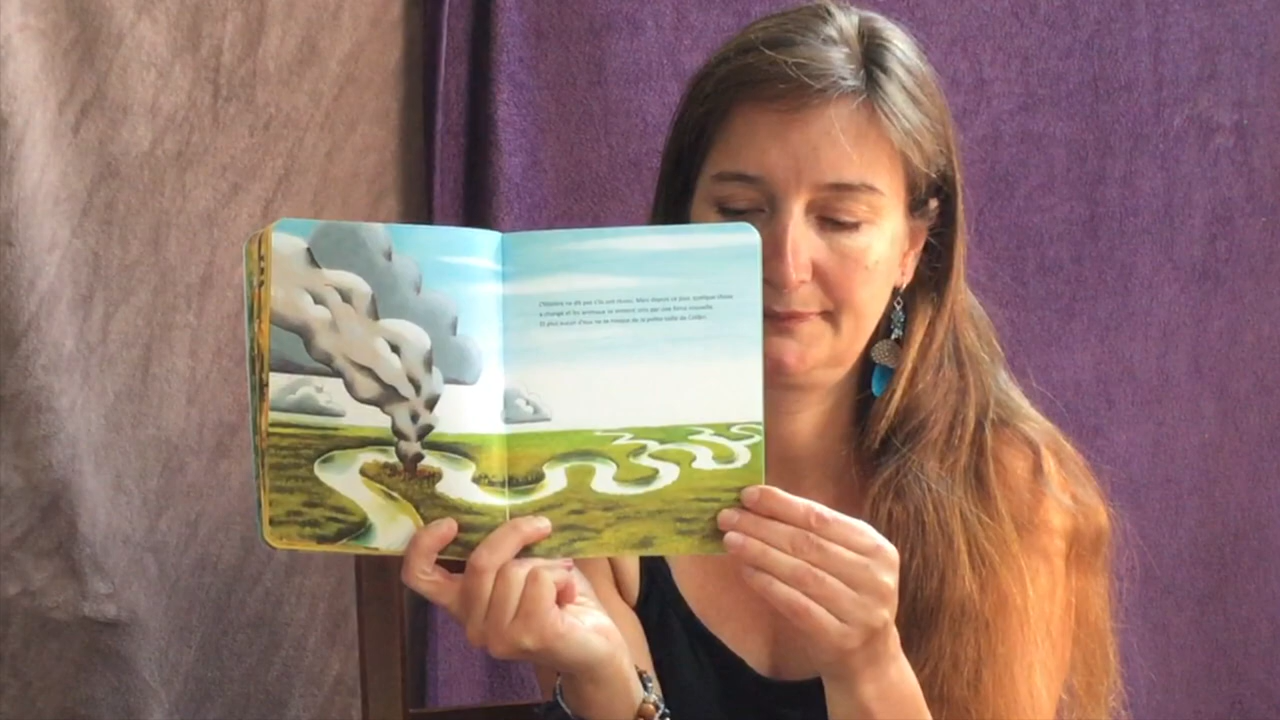 L'histoire ne dit pas s'ils ont réussi. Mais depuis ce jour, quelque chose
a changé et les animaux se sentent unis par une force nouvelle.
Et plus aucun d'eux ne se moque de la petite taille de Colibri.